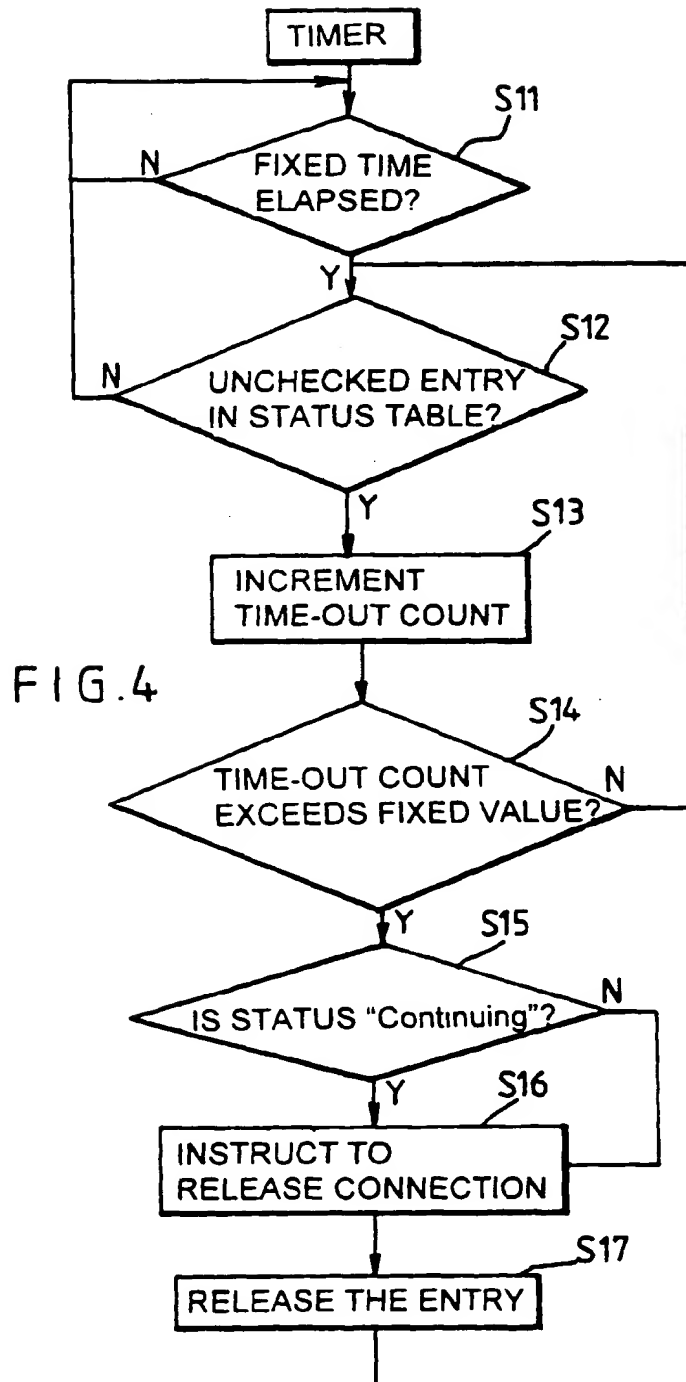 TIMER
S11
N
FIXED TIME
ELAPSED?
Y
S12
N
UNCHECKED ENTRY
IN STATUS TABLE?
Y
S13
INCREMENT
TIME-OUT COUNT
FIG.4
S14
TIME-OUT COUNT
EXCEEDS FIXED VALUE?
N
Y
S15
IS STATUS “Continuing”?
N
Y
S16
INSTRUCT TO
RELEASE CONNECTION
S17
RELEASE THE ENTRY